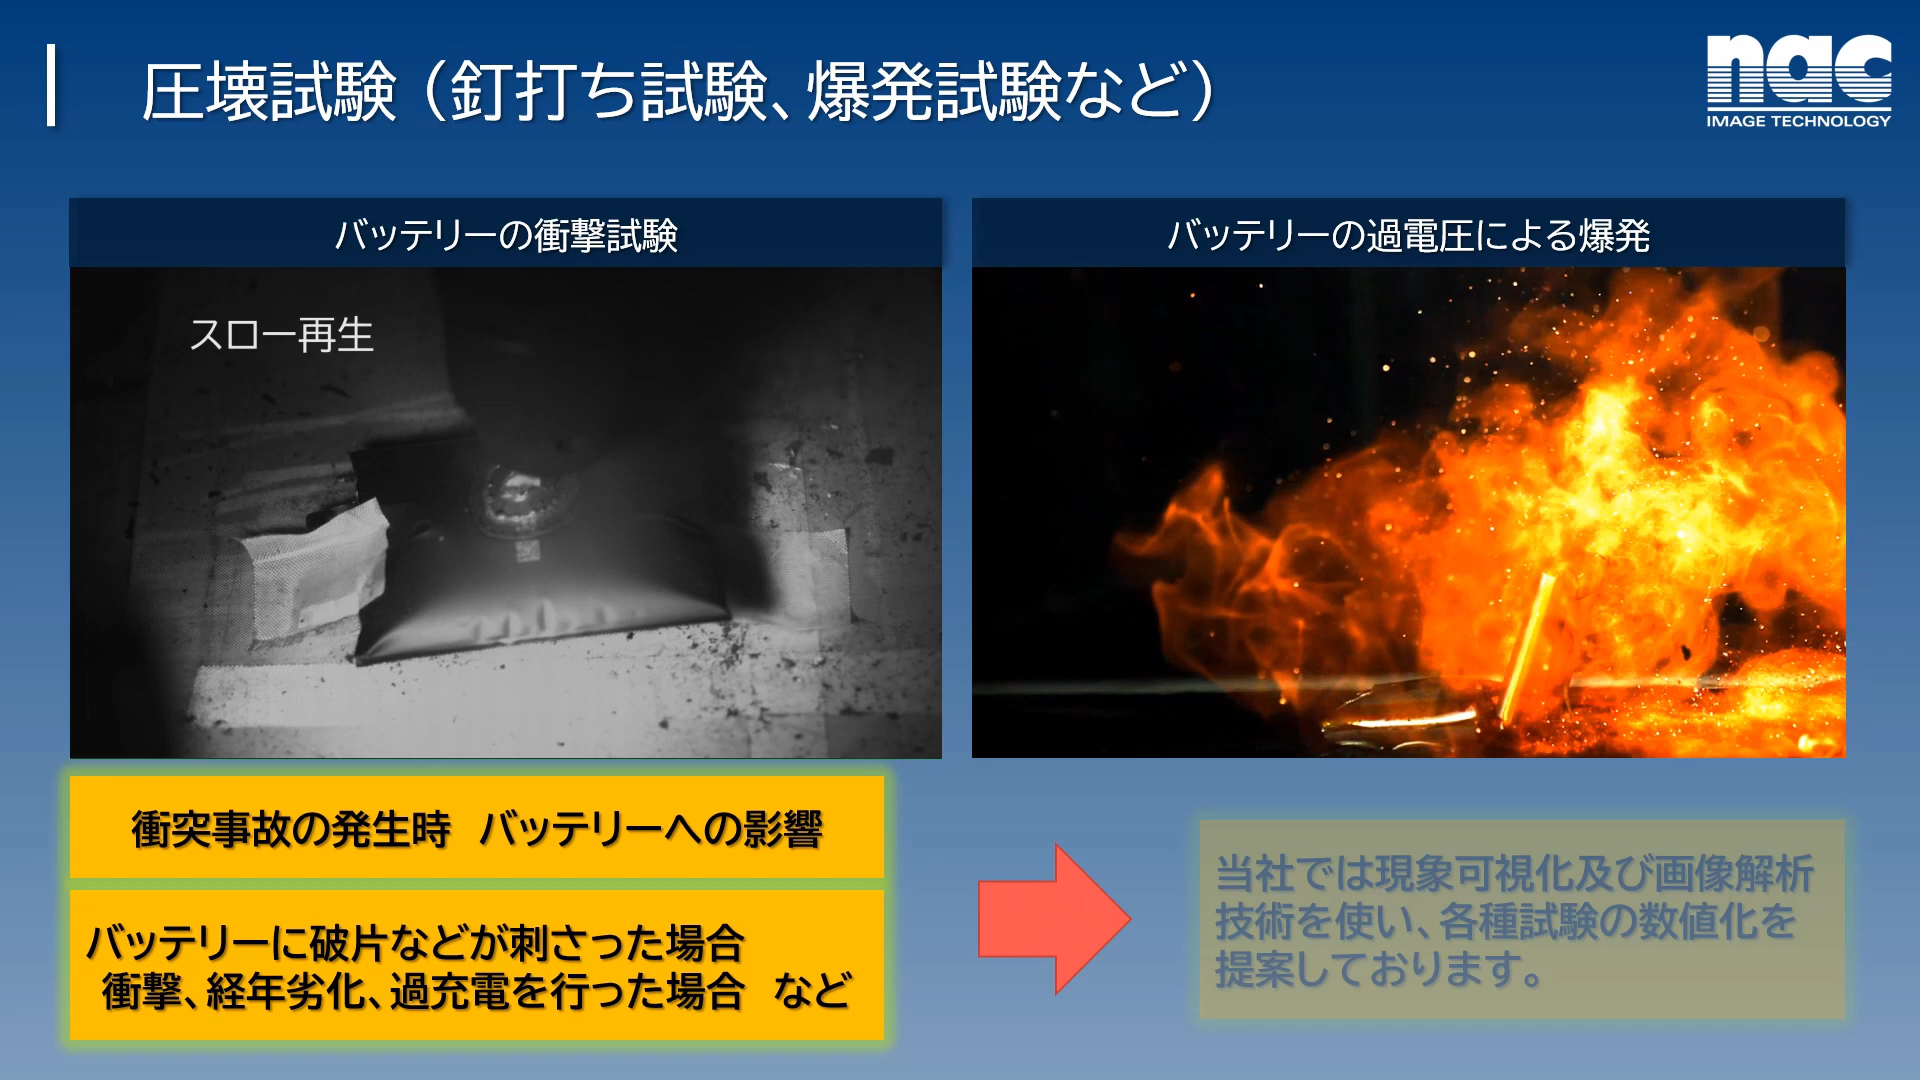 圧壊試験（釘打ち試験、爆発試験など）
nac
IMAGE TECHNOLOGY
バッテリーの衝撃試験
バッテリーの過電圧による爆発
スロー再生
衝突事故の発生時　バッテリーへの影響
バッテリーに破片などが刺さった場合
衝撃、経年劣化、過充電を行った場合　など
当社では現象可視化及び画像解析
技術を使い、各種試験の数値化を
提案しております。